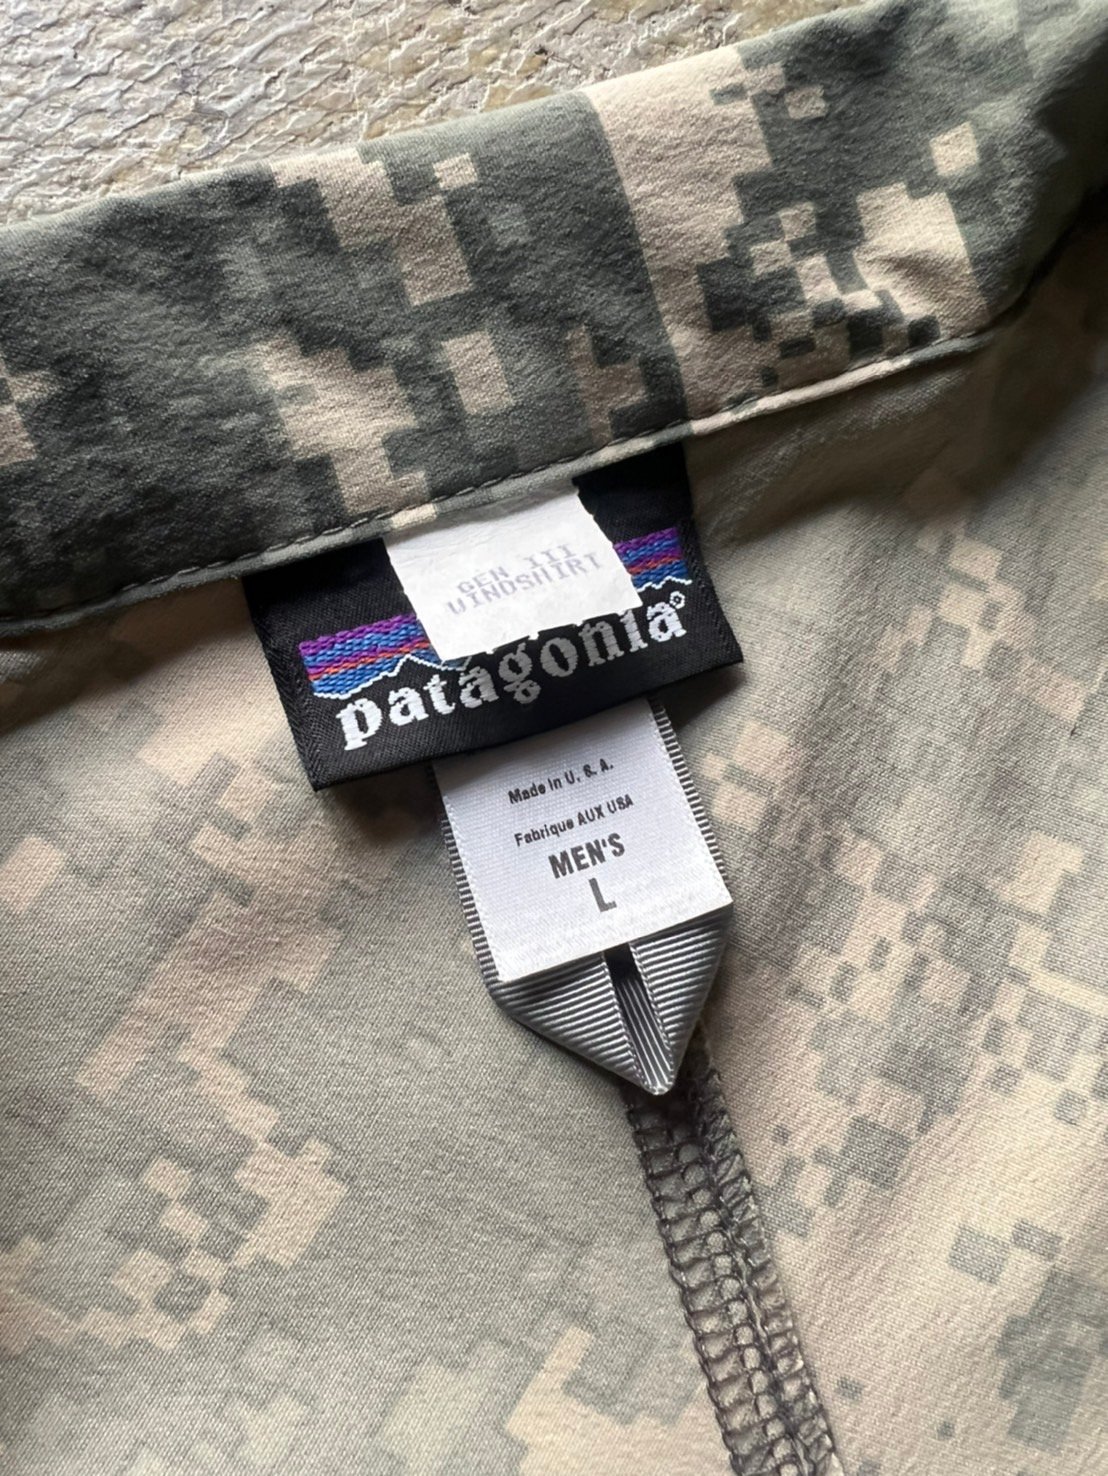 GEN III
WINDSHIRT
patagonia®
Made in U. S. A.
Fabrique AUX USA
MEN'S
L